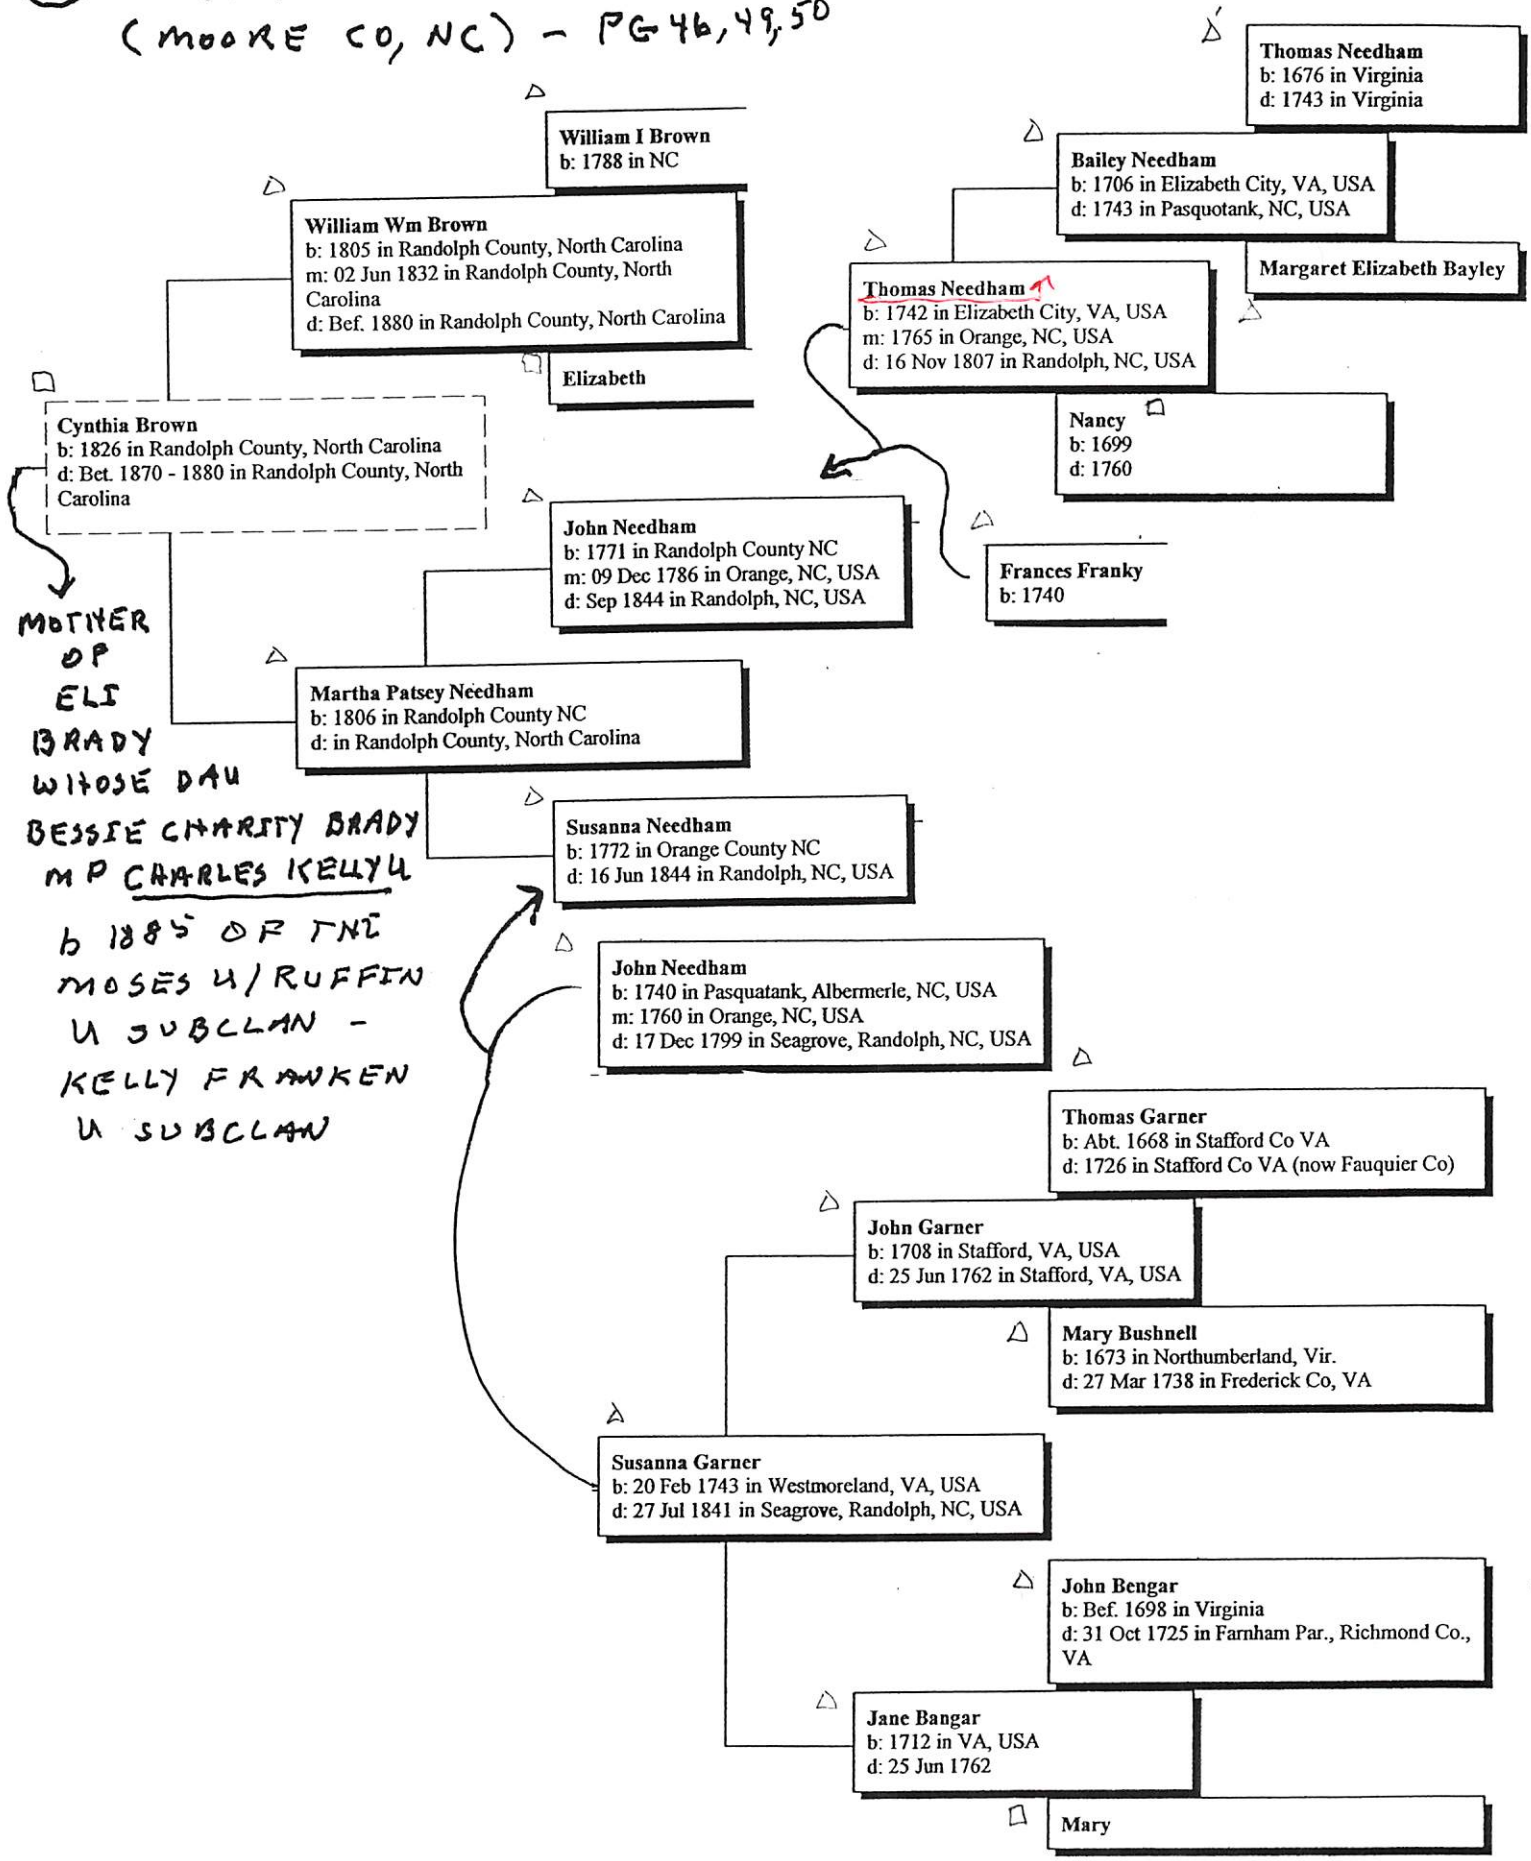 (MOORE CO, NC) - PG 46, 49, 50
Thomas Needham
b: 1676 in Virginia
d: 1743 in Virginia
William I Brown
b: 1788 in NC
Bailey Needham
b: 1706 in Elizabeth City, VA, USA
d: 1743 in Pasquotank, NC, USA
William Wm Brown
b: 1805 in Randolph County, North Carolina
m: 02 Jun 1832 in Randolph County, North
Carolina
d: Bef. 1880 in Randolph County, North Carolina
Margaret Elizabeth Bayley
Thomas Needham
b: 1742 in Elizabeth City, VA, USA
m: 1765 in Orange, NC, USA
d: 16 Nov 1807 in Randolph, NC, USA
Elizabeth
Cynthia Brown
b: 1826 in Randolph County, North Carolina
d: Bet. 1870 - 1880 in Randolph County, North
Carolina
Nancy
b: 1699
d: 1760
John Needham
b: 1771 in Randolph County NC
m: 09 Dec 1786 in Orange, NC, USA
d: Sep 1844 in Randolph, NC, USA
Frances Franky
b: 1740
MOTHER
OF
ELI
BRADY
WHOSE DAU
BESSIE CHARITY BRADY
MP CHARLES KELLY U
b 1885 OF THE
MOSES U/RUFFIN
U SUBCLAN -
KELLY FRANKEN
U SUBCLAN
Martha Patsey Needham
b: 1806 in Randolph County NC
d: in Randolph County, North Carolina
Susanna Needham
b: 1772 in Orange County NC
d: 16 Jun 1844 in Randolph, NC, USA
John Needham
b: 1740 in Pasquatank, Albermerle, NC, USA
m: 1760 in Orange, NC, USA
d: 17 Dec 1799 in Seagrove, Randolph, NC, USA
Thomas Garner
b: Abt. 1668 in Stafford Co VA
d: 1726 in Stafford Co VA (now Fauquier Co)
John Garner
b: 1708 in Stafford, VA, USA
d: 25 Jun 1762 in Stafford, VA, USA
Mary Bushnell
b: 1673 in Northumberland, Vir.
d: 27 Mar 1738 in Frederick Co, VA
Susanna Garner
b: 20 Feb 1743 in Westmoreland, VA, USA
d: 27 Jul 1841 in Seagrove, Randolph, NC, USA
John Bengar
b: Bef. 1698 in Virginia
d: 31 Oct 1725 in Farnham Par., Richmond Co.,
VA
Jane Bangar
b: 1712 in VA, USA
d: 25 Jun 1762
Mary